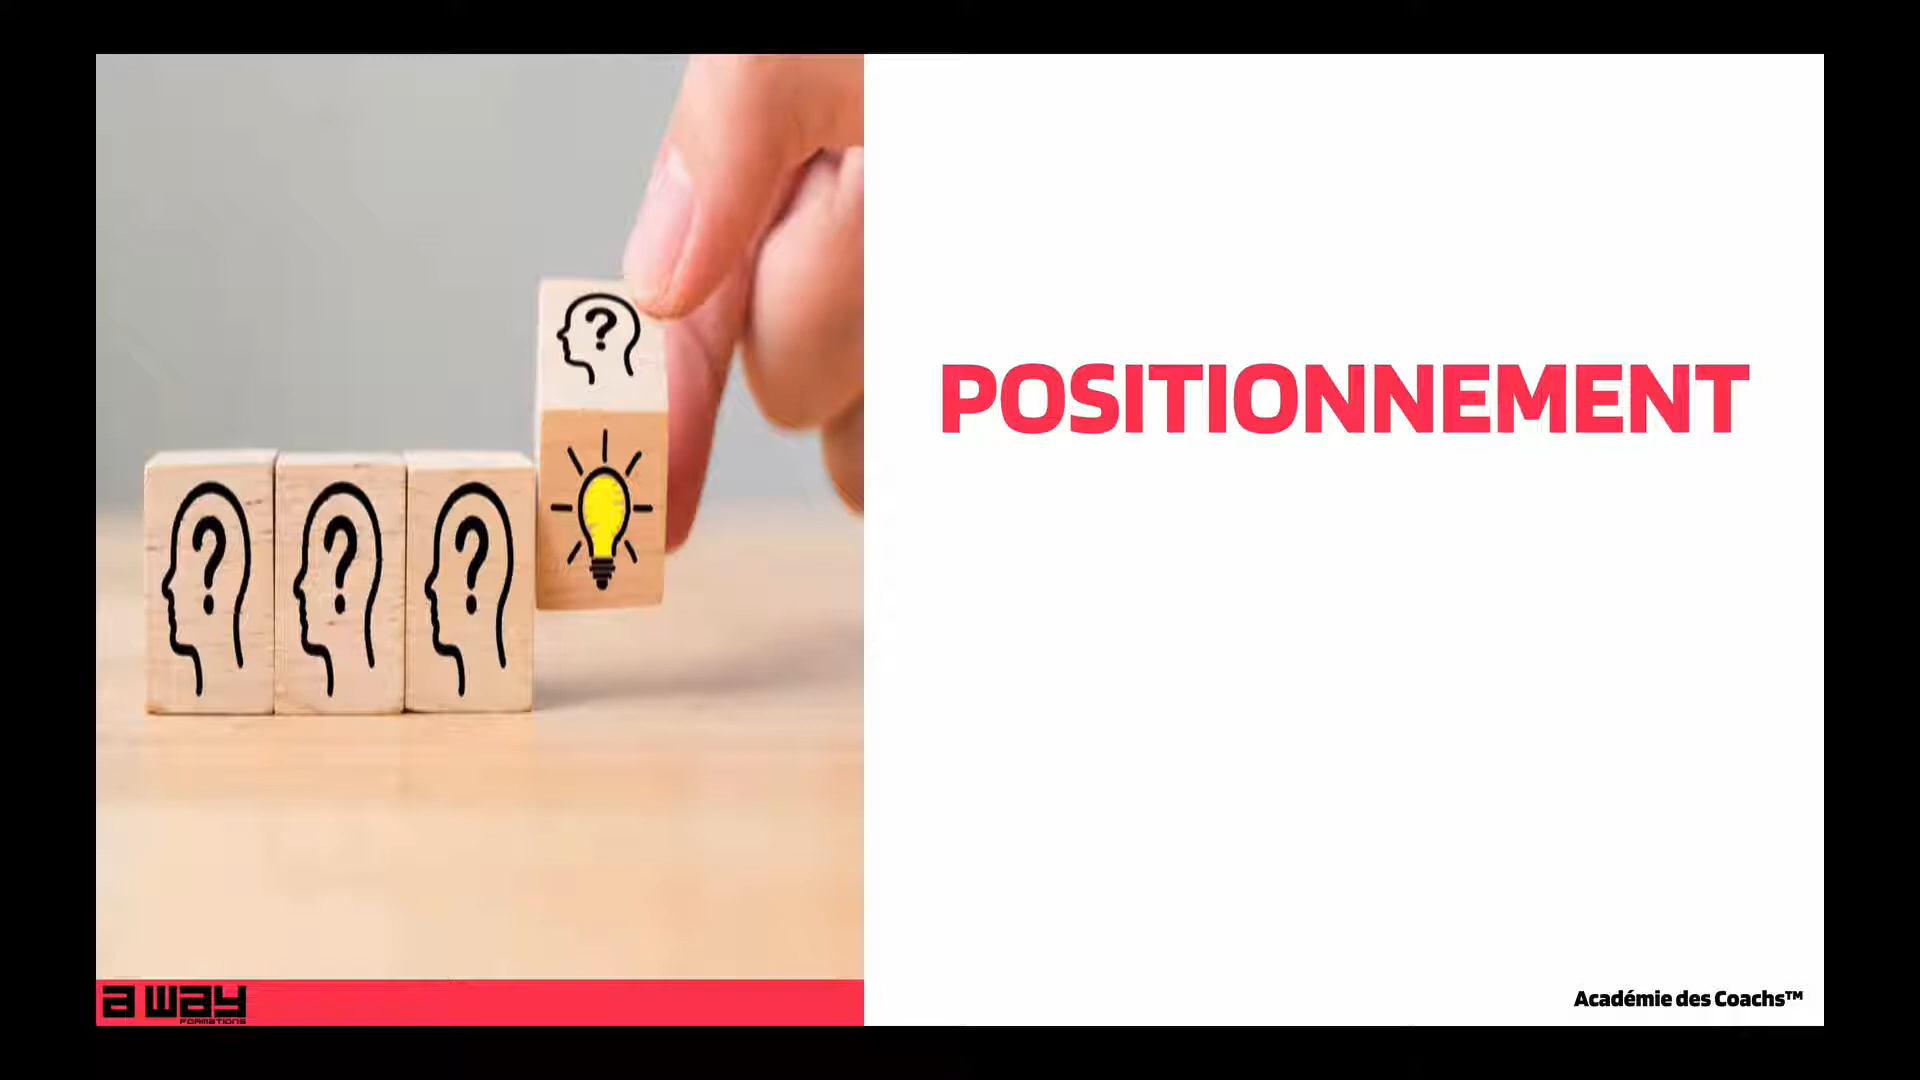 POSITIONNEMENT
a way
FORMATIONS
Académie des Coachs™
? 
? ? ?